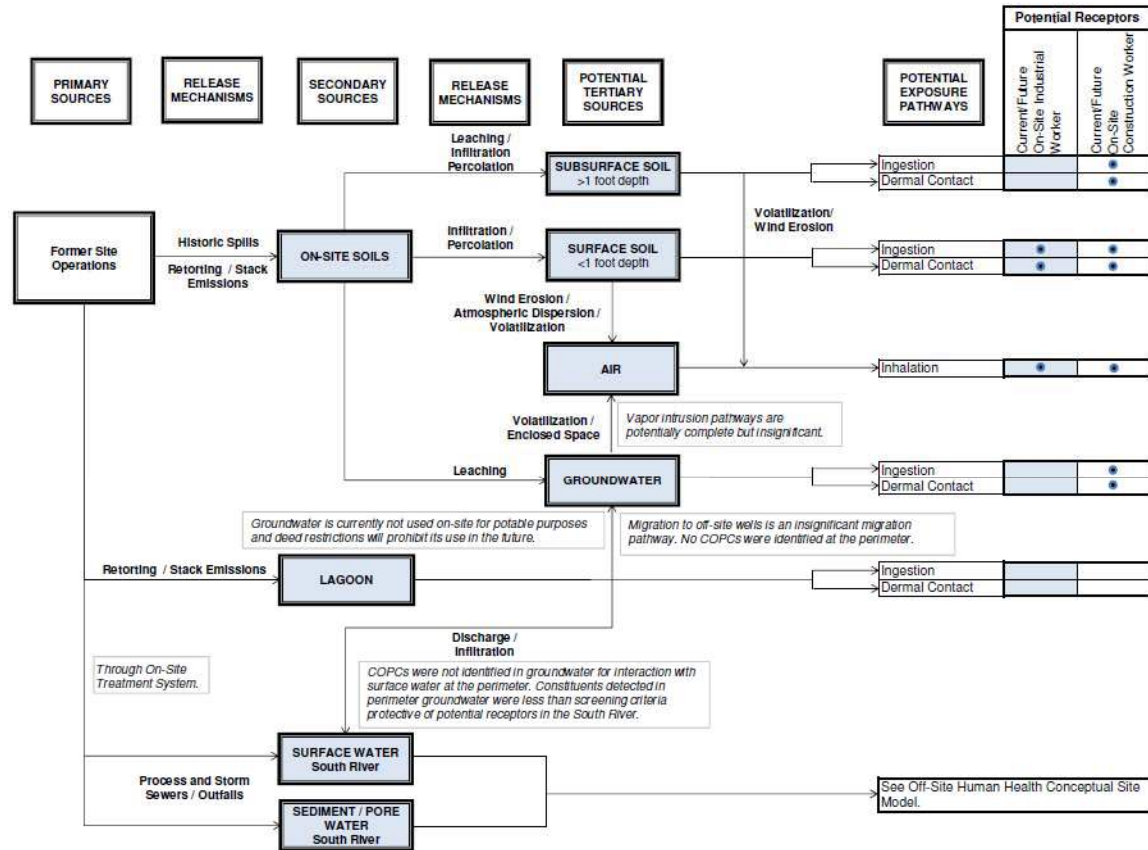 Potential Receptors
PRIMARY
SOURCES
RELEASE
MECHANISMS
SECONDARY
SOURCES
RELEASE
MECHANISMS
POTENTIAL
TERTIARY
SOURCES
POTENTIAL
EXPOSURE
PATHWAYS
Current/Future
On-Site Industrial
Worker
Current/Future
On-Site
Construction Worker
Leaching /
Infiltration
Percolation
SUBSURFACE SOIL
>1 foot depth
Ingestion
Dermal Contact
Volatilization/
Wind Erosion
Former Site
Operations
Historic Spills
Retorting / Stack
Emissions
ON-SITE SOILS
Infiltration /
Percolation
SURFACE SOIL
<1 foot depth
Ingestion
Dermal Contact
Wind Erosion /
Atmospheric Dispersion /
Volatilization
AIR
Inhalation
Volatilization /
Enclosed Space
Vapor intrusion pathways are
potentially complete but insignificant.
Leaching
GROUNDWATER
Ingestion
Dermal Contact
Groundwater is currently not used on-site for potable purposes
and deed restrictions will prohibit its use in the future.
Migration to off-site wells is an insignificant migration
pathway. No COPCs were identified at the perimeter.
Retorting / Stack Emissions
LAGOON
Ingestion
Dermal Contact
Discharge /
Infiltration
Through On-Site
Treatment System.
COPCs were not identified in groundwater for interaction with
surface water at the perimeter. Constituents detected in
perimeter groundwater were less than screening criteria
protective of potential receptors in the South River.
SURFACE WATER
South River
Process and Storm
Sewers / Outfalls
SEDIMENT / PORE
WATER
South River
See Off-Site Human Health Conceptual Site
Model.